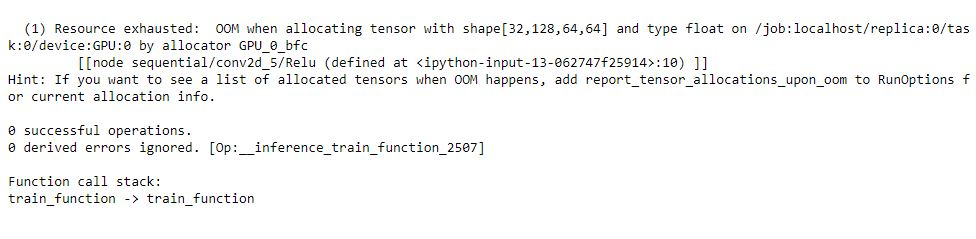 (1) Resource exhausted:  OOM when allocating tensor with shape[32,128,64,64] and type float on /job:localhost/replica:0/tas
k:0/device:GPU:0 by allocator GPU_0_bfc
[[node sequential/conv2d_5/Relu (defined at <ipython-input-13-062747f25914>:10) ]]
Hint: If you want to see a list of allocated tensors when OOM happens, add report_tensor_allocations_upon_oom to RunOptions f
or current allocation info.
0 successful operations.
0 derived errors ignored. [Op:__inference_train_function_2507]
Function call stack:
train_function -> train_function